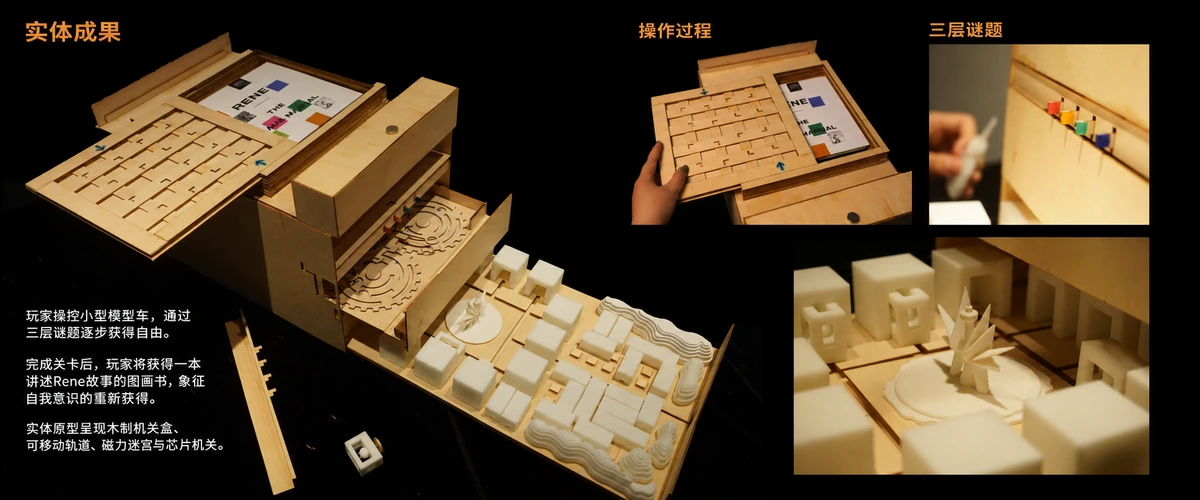 实体成果
操作过程
三层谜题
RENE
THE
MANUAL
NE
THE
MANUAL
玩家操控小型模型车，通过
三层谜题逐步获得自由。
完成关卡后，玩家将获得一本
讲述Rene故事的图画书，象征
自我意识的重新获得。
实体原型呈现木制机关盒、
可移动轨道、磁力迷宫与芯片机关。